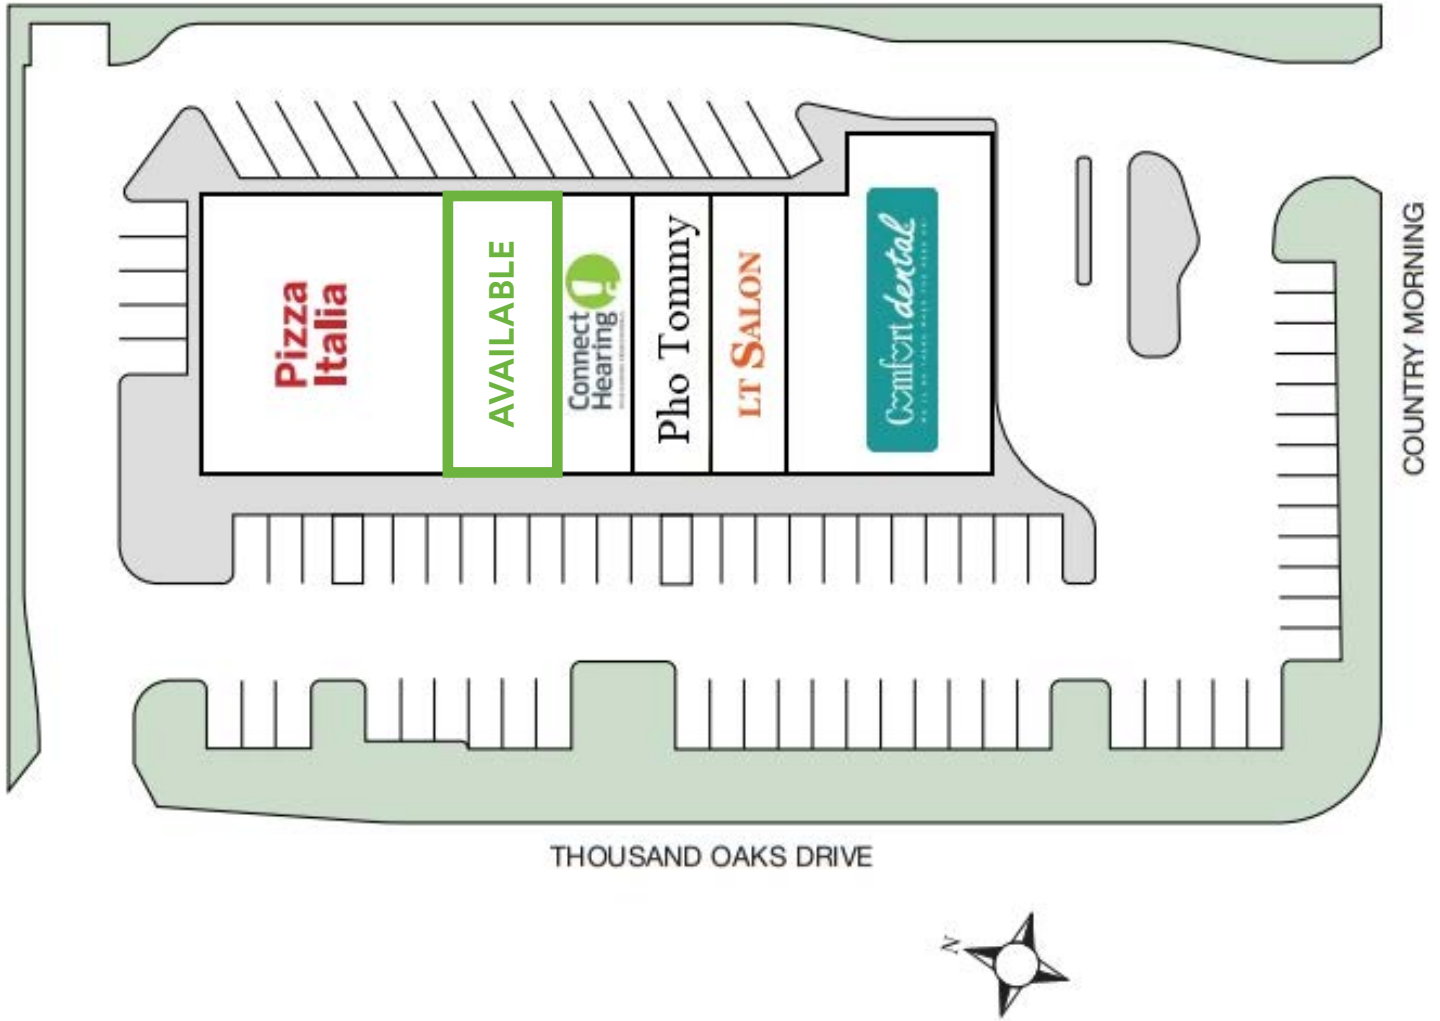 Pizza
Italia
AVAILABLE
Connect
Hearing
Pho Tommy
LT SALON
Comfort dental
COUNTRY MORNING
THOUSAND OAKS DRIVE
N